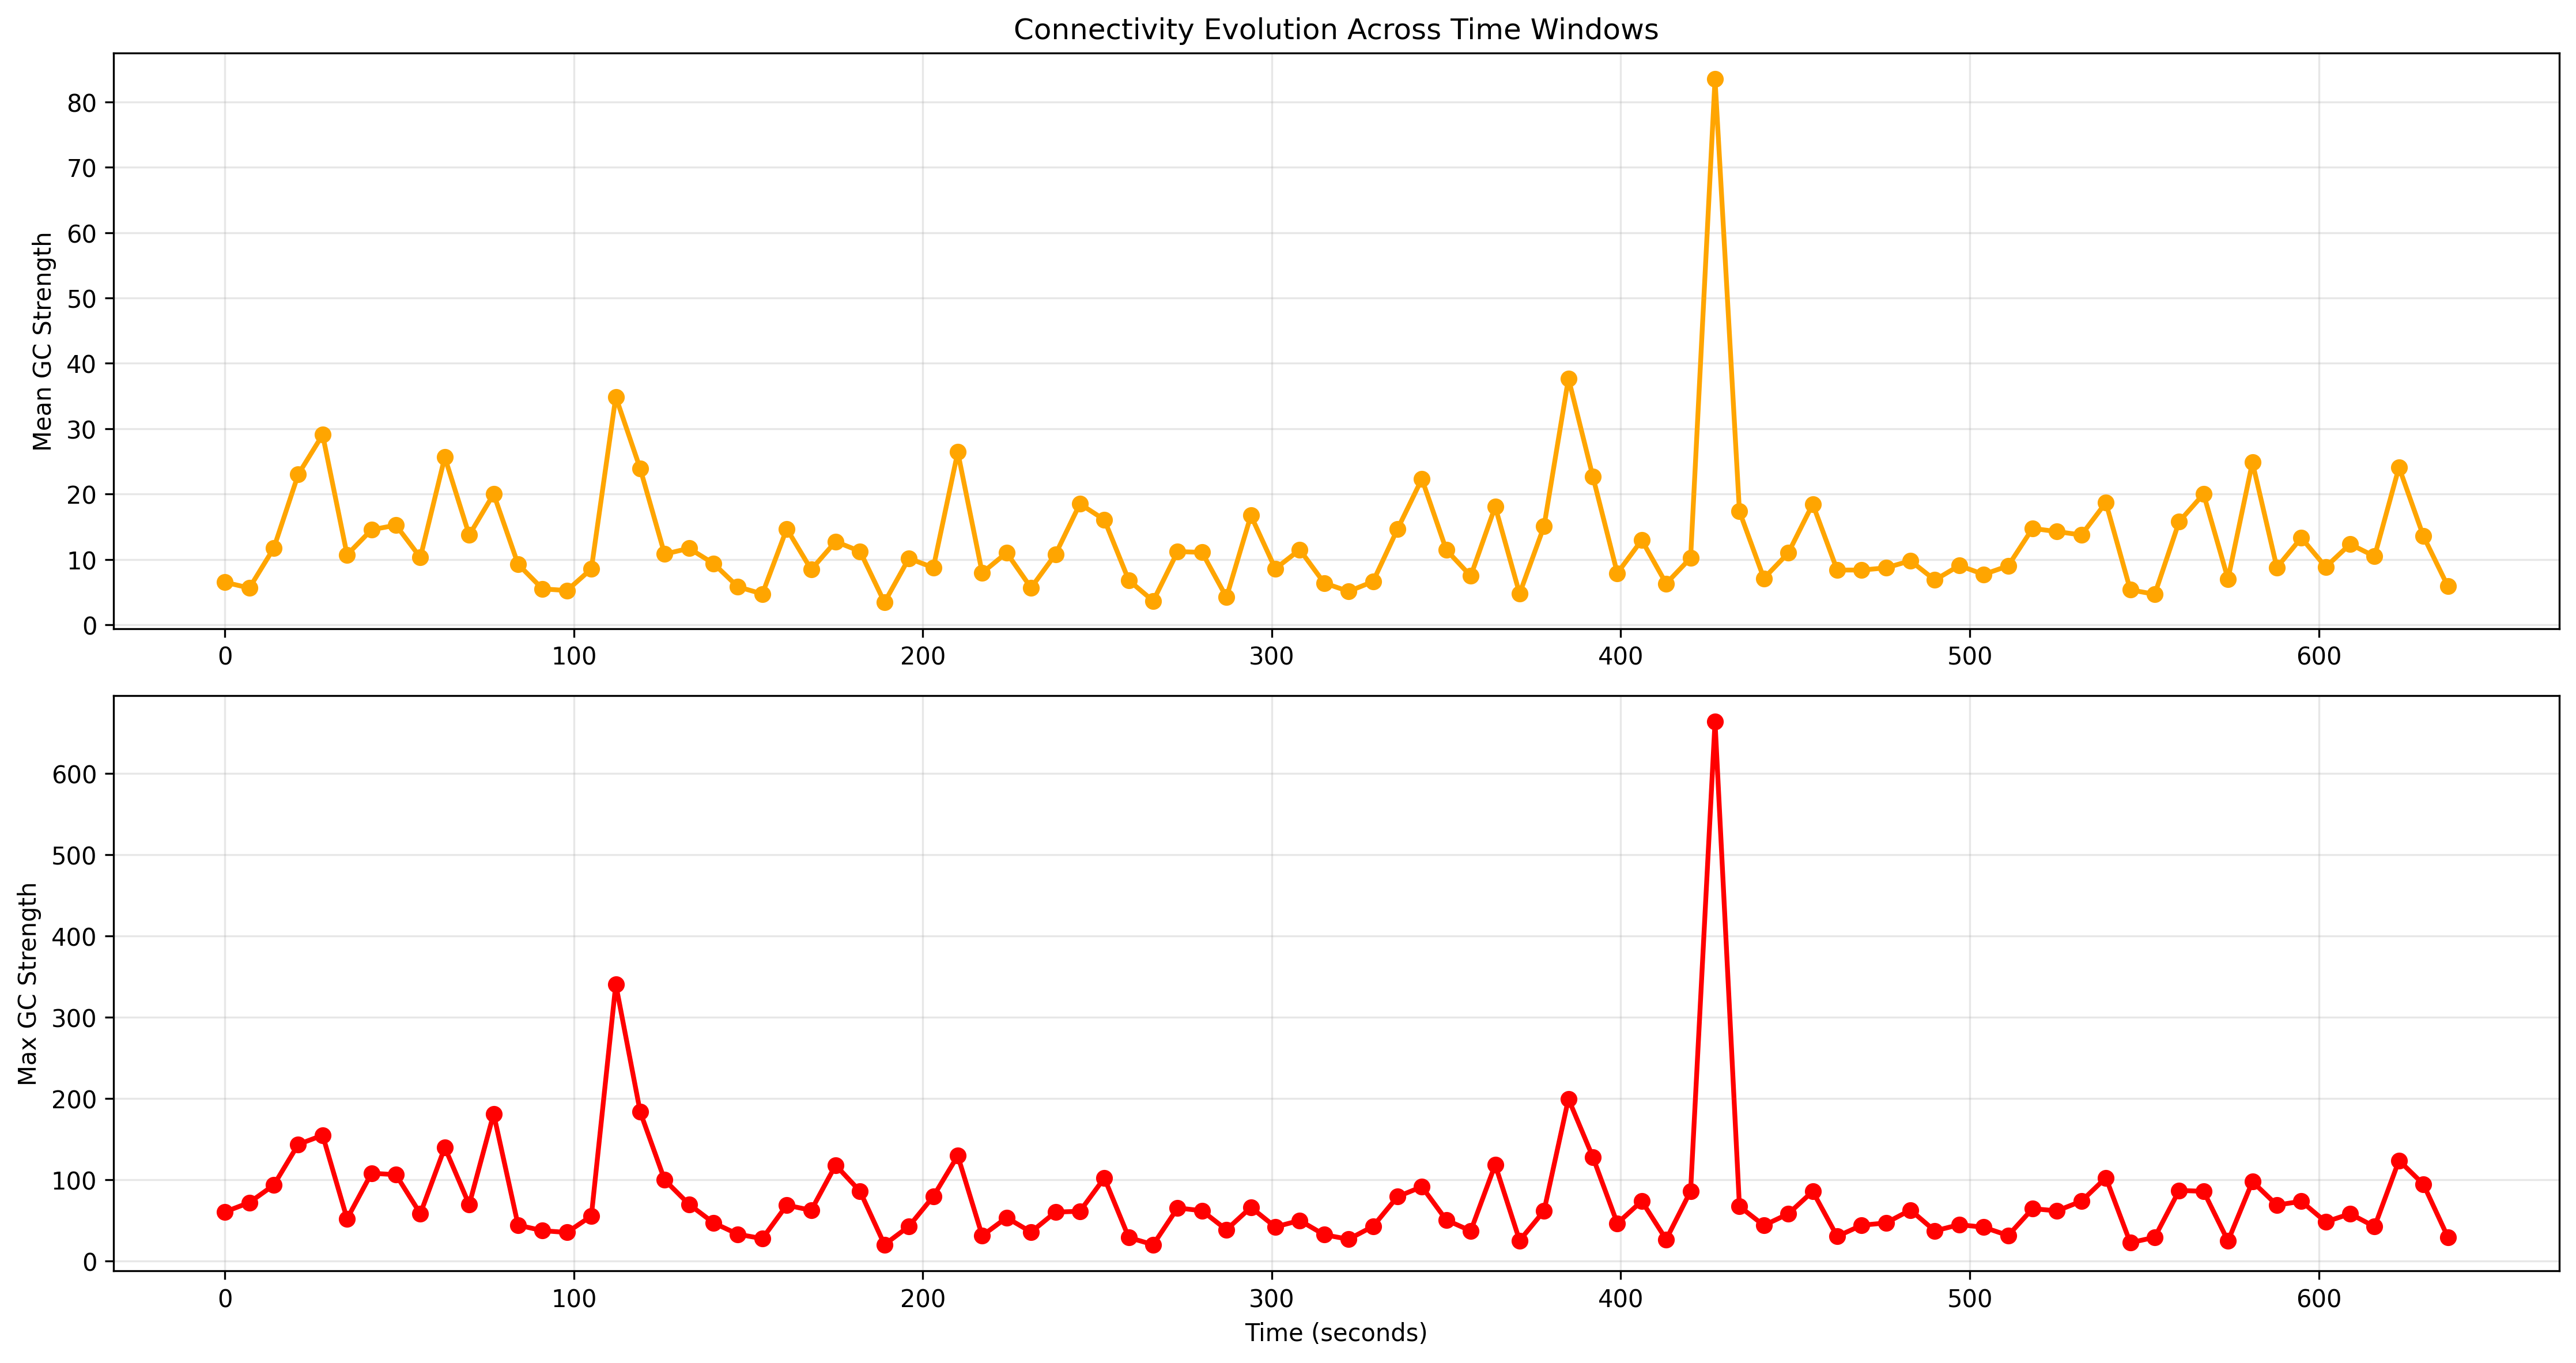 Connectivity Evolution Across Time Windows
Mean GC Strength
80
70
60
50
40
30
20
10
0
0 100 200 300 400 500 600
Max GC Strength
600
500
400
300
200
100
0
0 100 200 300 400 500 600
Time (seconds)